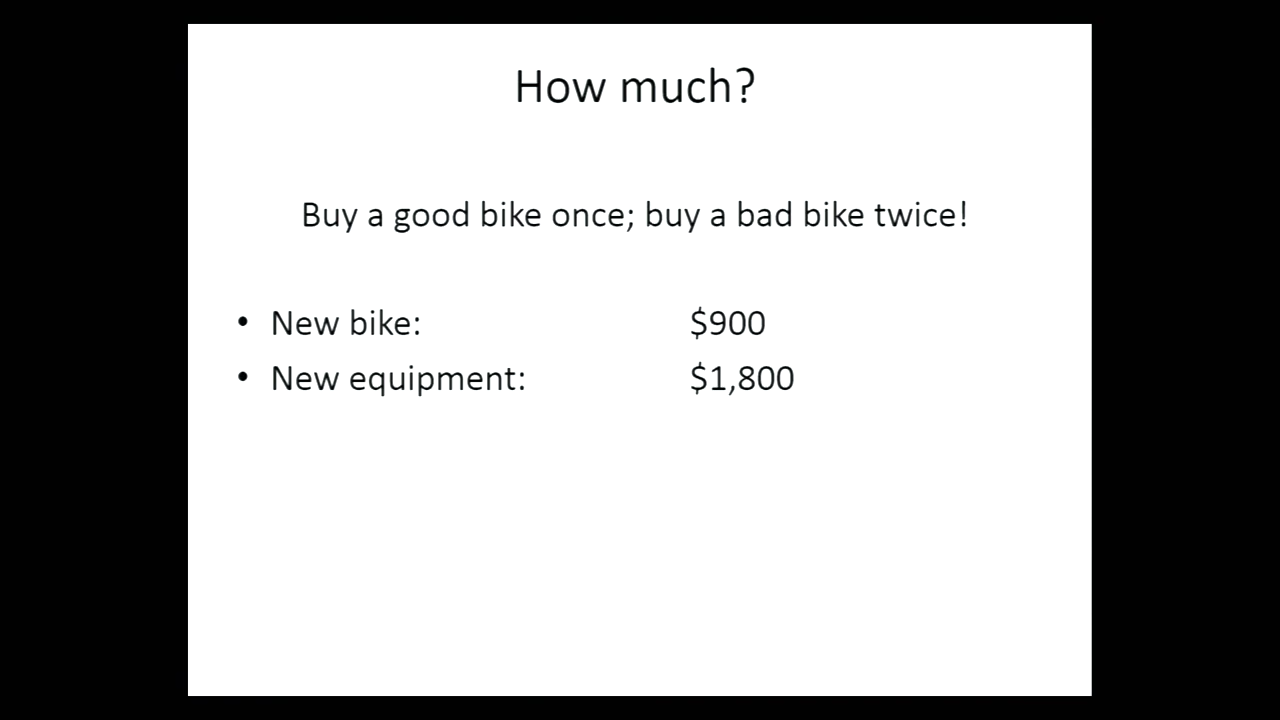 How much?
Buy a good bike once; buy a bad bike twice!
• New bike: $900
• New equipment: $1,800